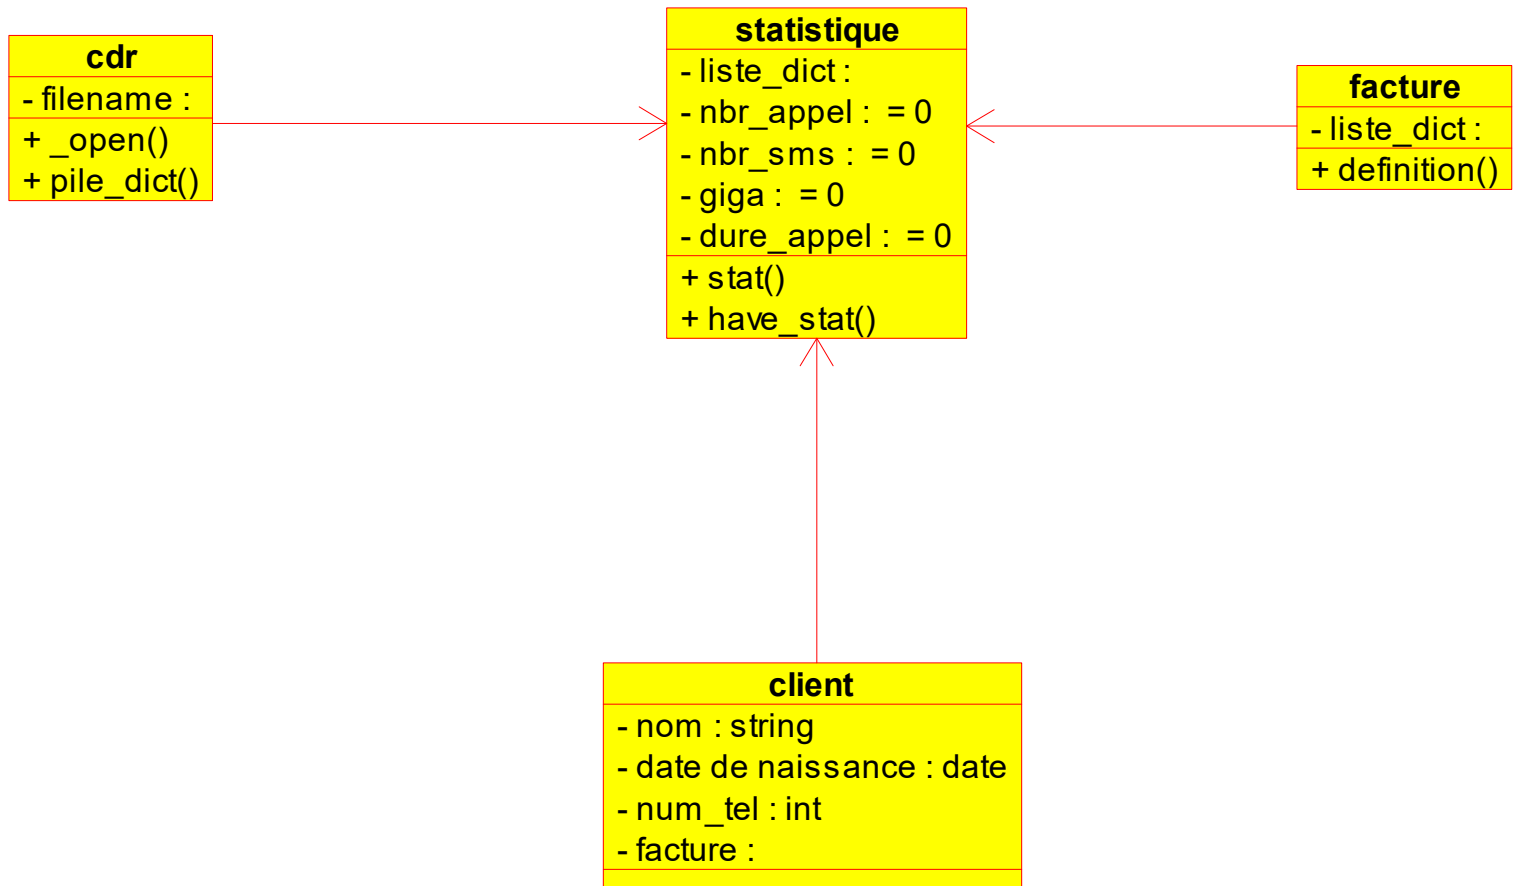 cdr
- filename :
+ _open()
+ pile_dict()
statistique
- liste_dict :
- nbr_appel :  = 0
- nbr_sms :  = 0
- giga :  = 0
- dure_appel :  = 0
+ stat()
+ have_stat()
facture
- liste_dict :
+ definition()
client
- nom : string
- date de naissance : date
- num_tel : int
- facture :